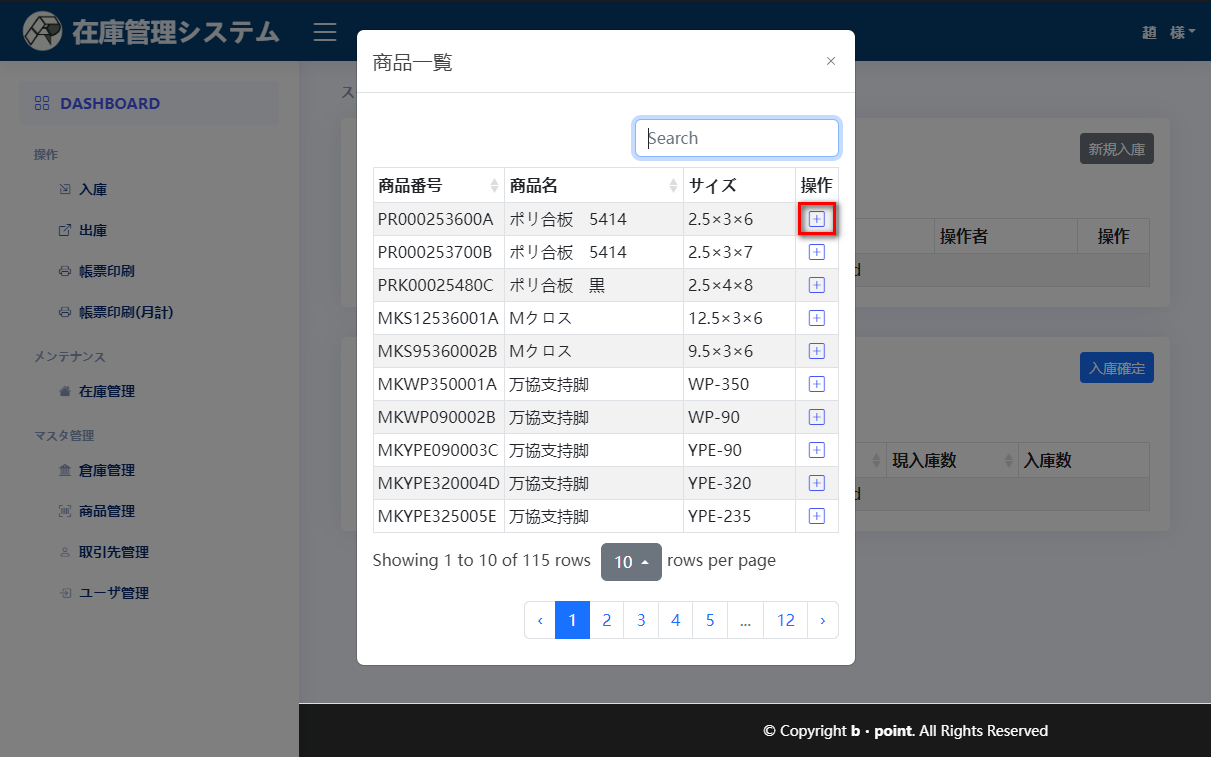 在庫管理システム
趙 様
DASHBOARD
操作
入庫
出庫
帳票印刷
帳票印刷(月計)
メンテナンス
在庫管理
マスタ管理
倉庫管理
商品管理
取引先管理
ユーザ管理
ス
新規入庫
操作者 操作
d
入庫確定
現入庫数 入庫数
d
商品一覧 ×
Search
商品番号 商品名 サイズ 操作
PR000253600A ポリ合板 5414 2.5×3×6
PR000253700B ポリ合板 5414 2.5×3×7
PRK00025480C ポリ合板 黒 2.5×4×8
MKS12536001A Mクロス 12.5×3×6
MKS95360002B Mクロス 9.5×3×6
MKWP350001A 万協支持脚 WP-350
MKWP090002B 万協支持脚 WP-90
MKYPE090003C 万協支持脚 YPE-90
MKYPE320004D 万協支持脚 YPE-320
MKYPE325005E 万協支持脚 YPE-235
Showing 1 to 10 of 115 rows 10 rows per page
‹ 1 2 3 4 5 ... 12 ›
© Copyright b・point. All Rights Reserved